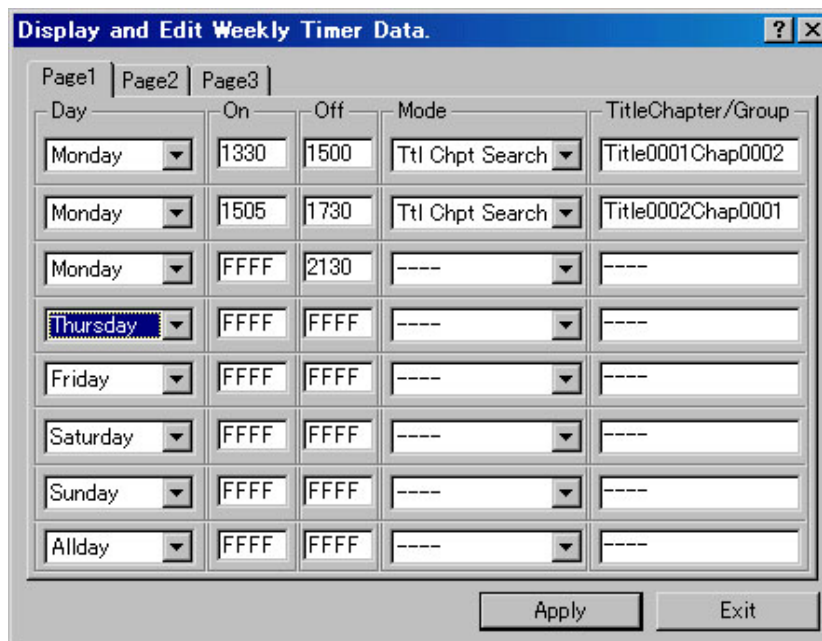 Display and Edit Weekly Timer Data.
? X
Page1 Page2 Page3
Day On Off Mode TitleChapter/Group
Monday 1330 1500 Ttl Chpt Search Title0001Chap0002
Monday 1505 1730 Ttl Chpt Search Title0002Chap0001
Monday FFFF 2130 ---- ----
Thursday FFFF FFFF ---- ----
Friday FFFF FFFF ---- ----
Saturday FFFF FFFF ---- ----
Sunday FFFF FFFF ---- ----
Allday FFFF FFFF ---- ----
Apply Exit